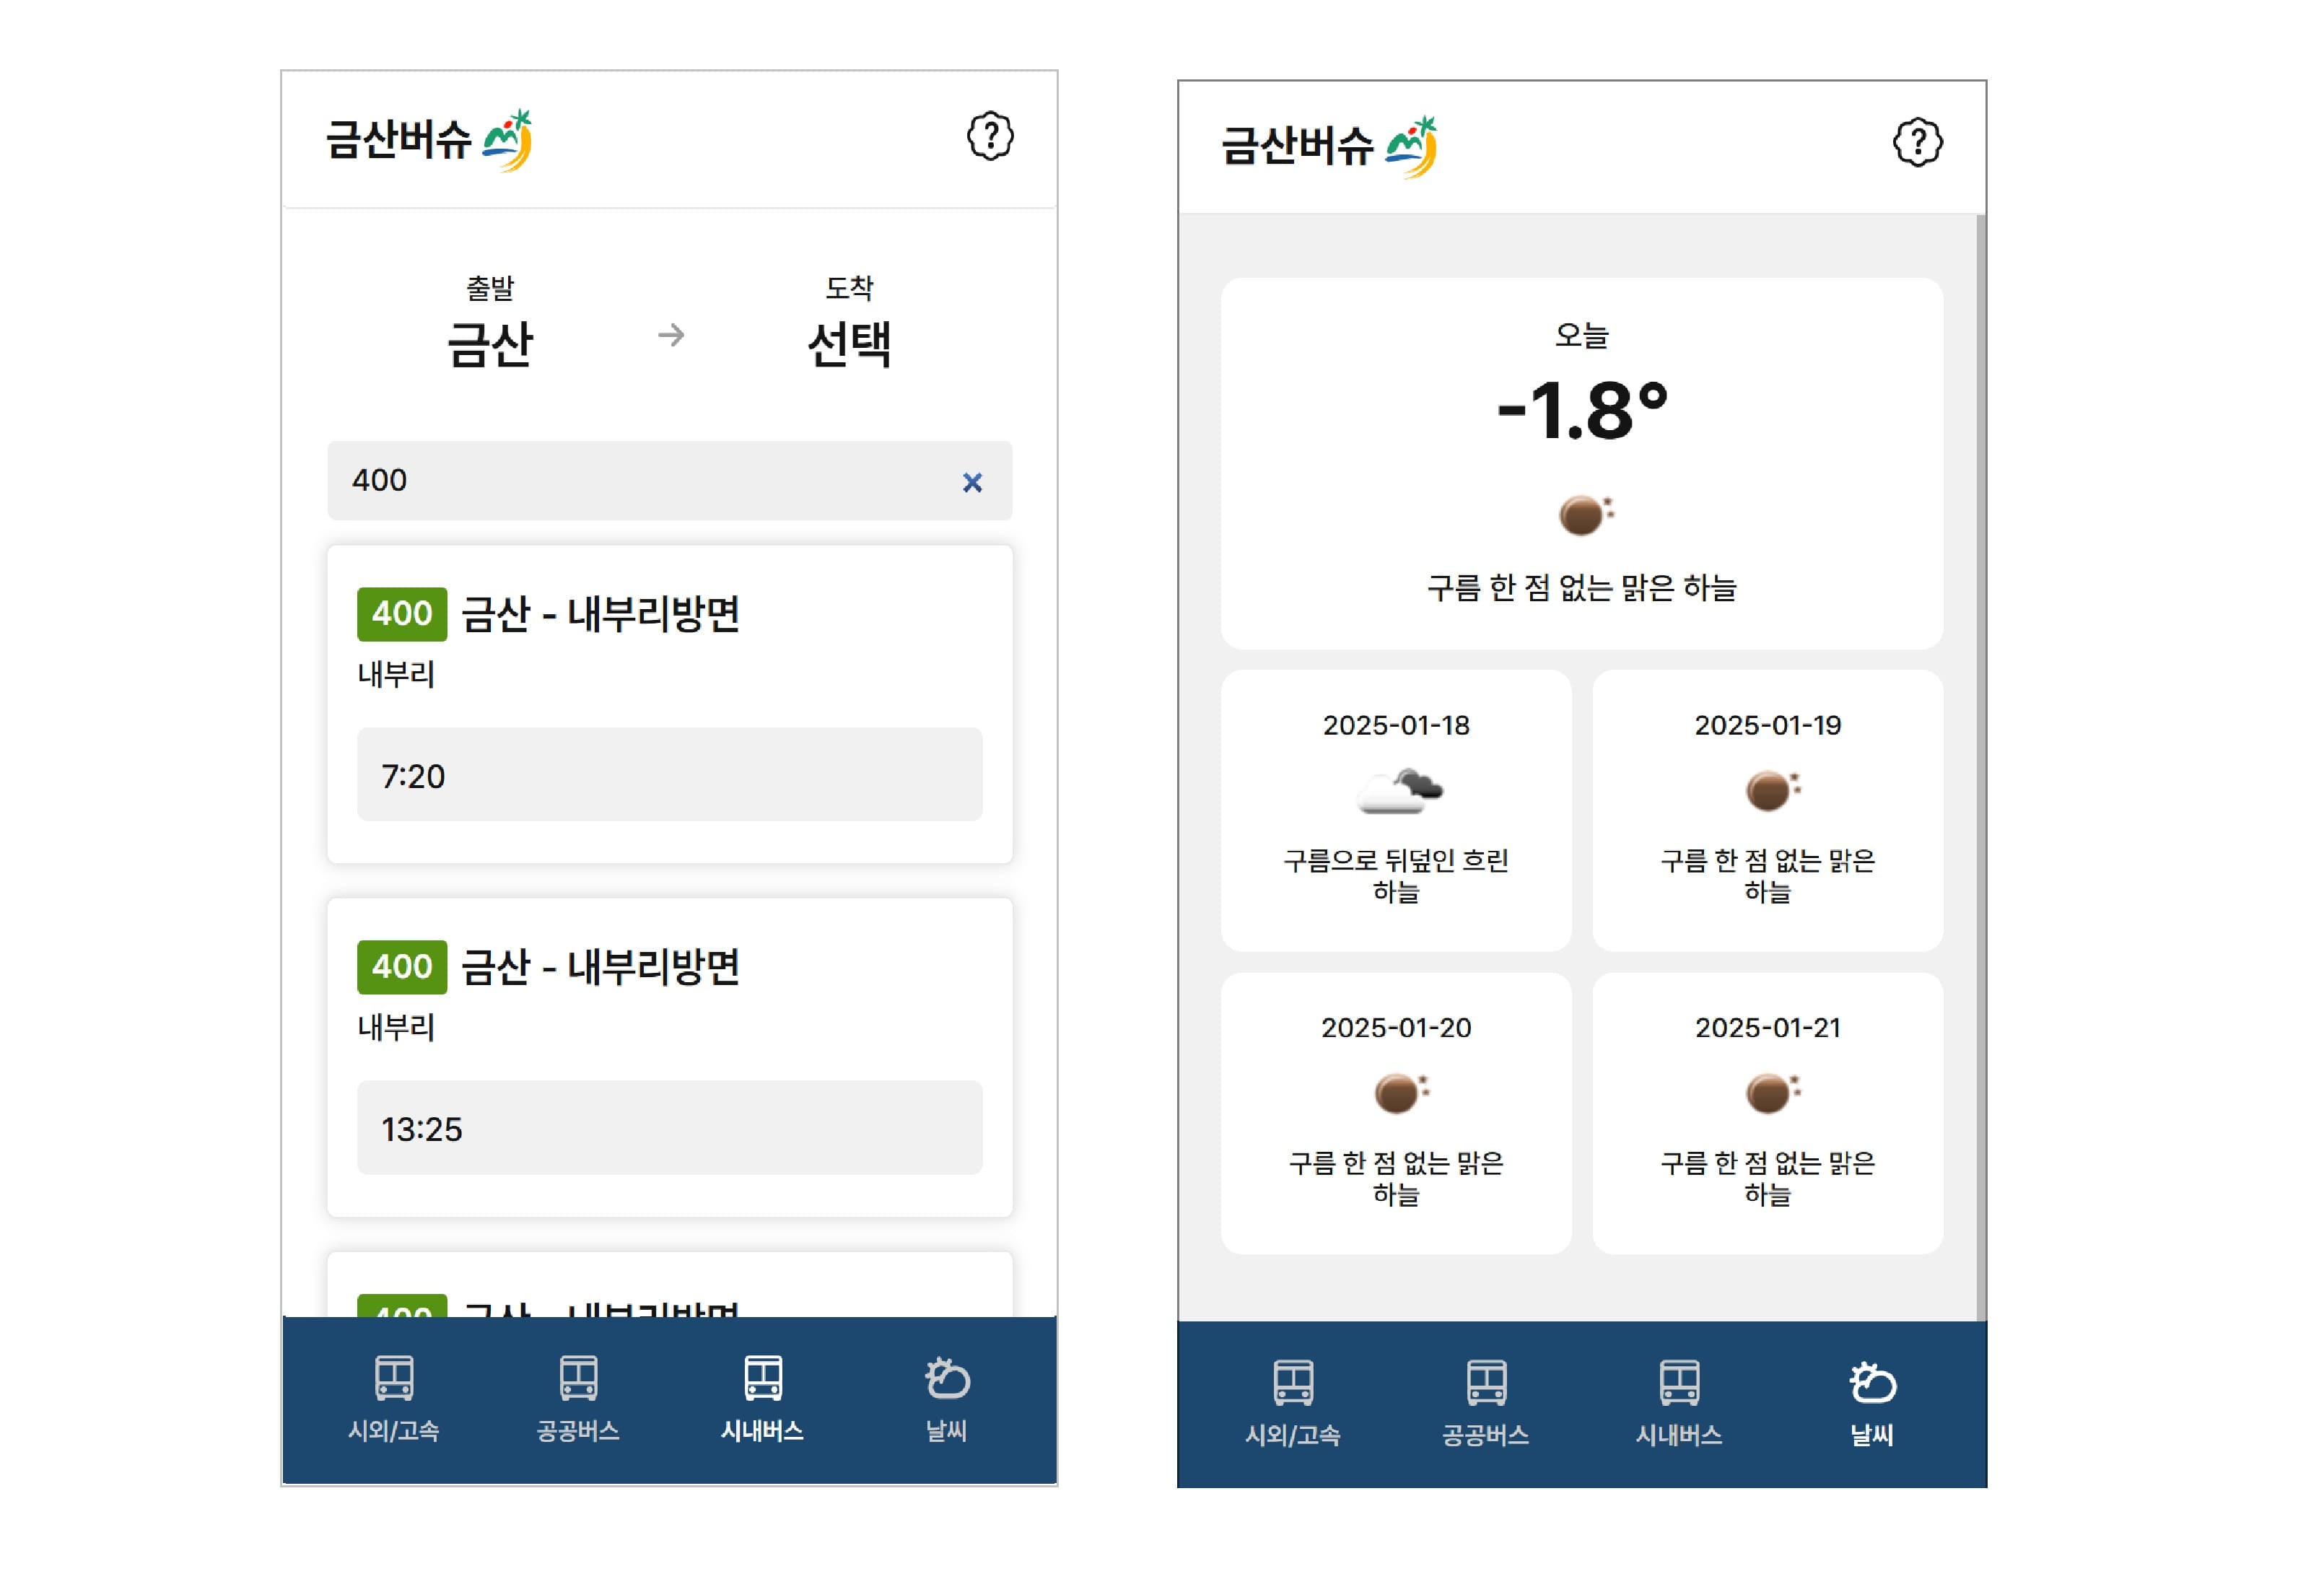 금산버슈
출발
금산
도착
선택
400
400 금산 - 내부리방면
내부리
7:20
400 금산 - 내부리방면
내부리
13:25
400 금산 - 내부리방면
시외/고속
공공버스
시내버스
날씨
금산버슈
오늘
-1.8°
구름 한 점 없는 맑은 하늘
2025-01-18
구름으로 뒤덮인 흐린
하늘
2025-01-19
구름 한 점 없는 맑은
하늘
2025-01-20
구름 한 점 없는 맑은
하늘
2025-01-21
구름 한 점 없는 맑은
하늘
시외/고속
공공버스
시내버스
날씨